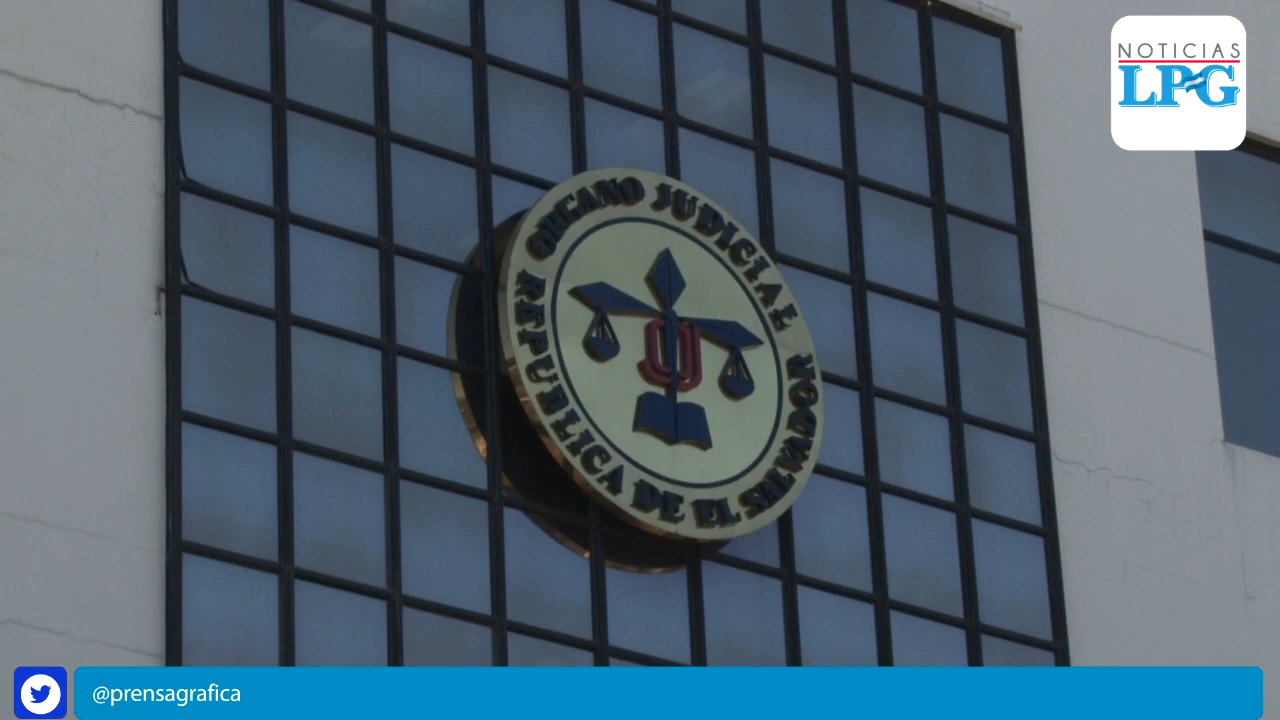 NOTICIAS
LPG
ORGANO JUDICIAL
REPUBLICA DE EL SALVADOR
@prensagrafica